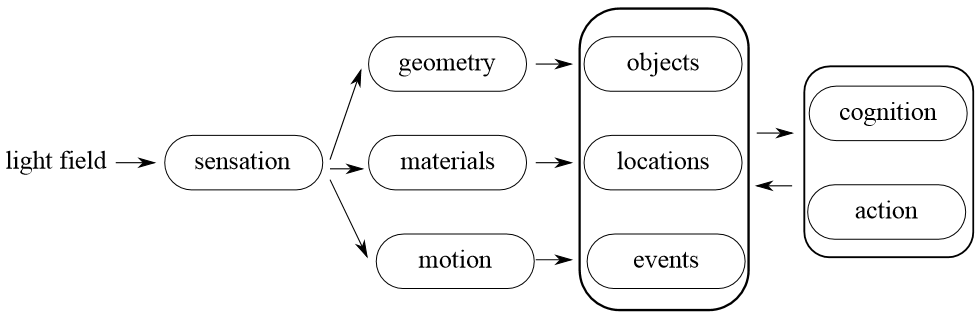 light field
sensation
geometry
materials
motion
objects
locations
events
cognition
action